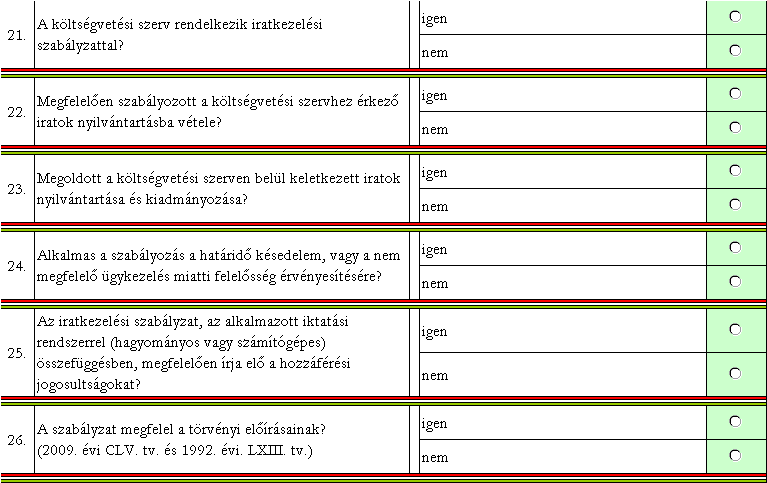 21.
A költségvetési szerv rendelkezik iratkezelési
szabályzattal?
igen
nem
22.
Megfelelően szabályozott a költségvetési szervhez érkező
iratok nyilvántartásba vétele?
igen
nem
23.
Megoldott a költségvetési szerven belül keletkezett iratok
nyilvántartása és kiadmányozása?
igen
nem
24.
Alkalmas a szabályozás a határidő késedelem, vagy a nem
megfelelő ügykezelés miatti felelősség érvényesítésére?
igen
nem
25.
Az iratkezelési szabályzat, az alkalmazott iktatási
rendszerrel (hagyományos vagy számítógépes)
összefüggésben, megfelelően írja elő a hozzáférési
jogosultságokat?
igen
nem
26.
A szabályzat megfelel a törvényi előírásainak?
(2009. évi CLV. tv. és 1992. évi. LXIII. tv.)
igen
nem